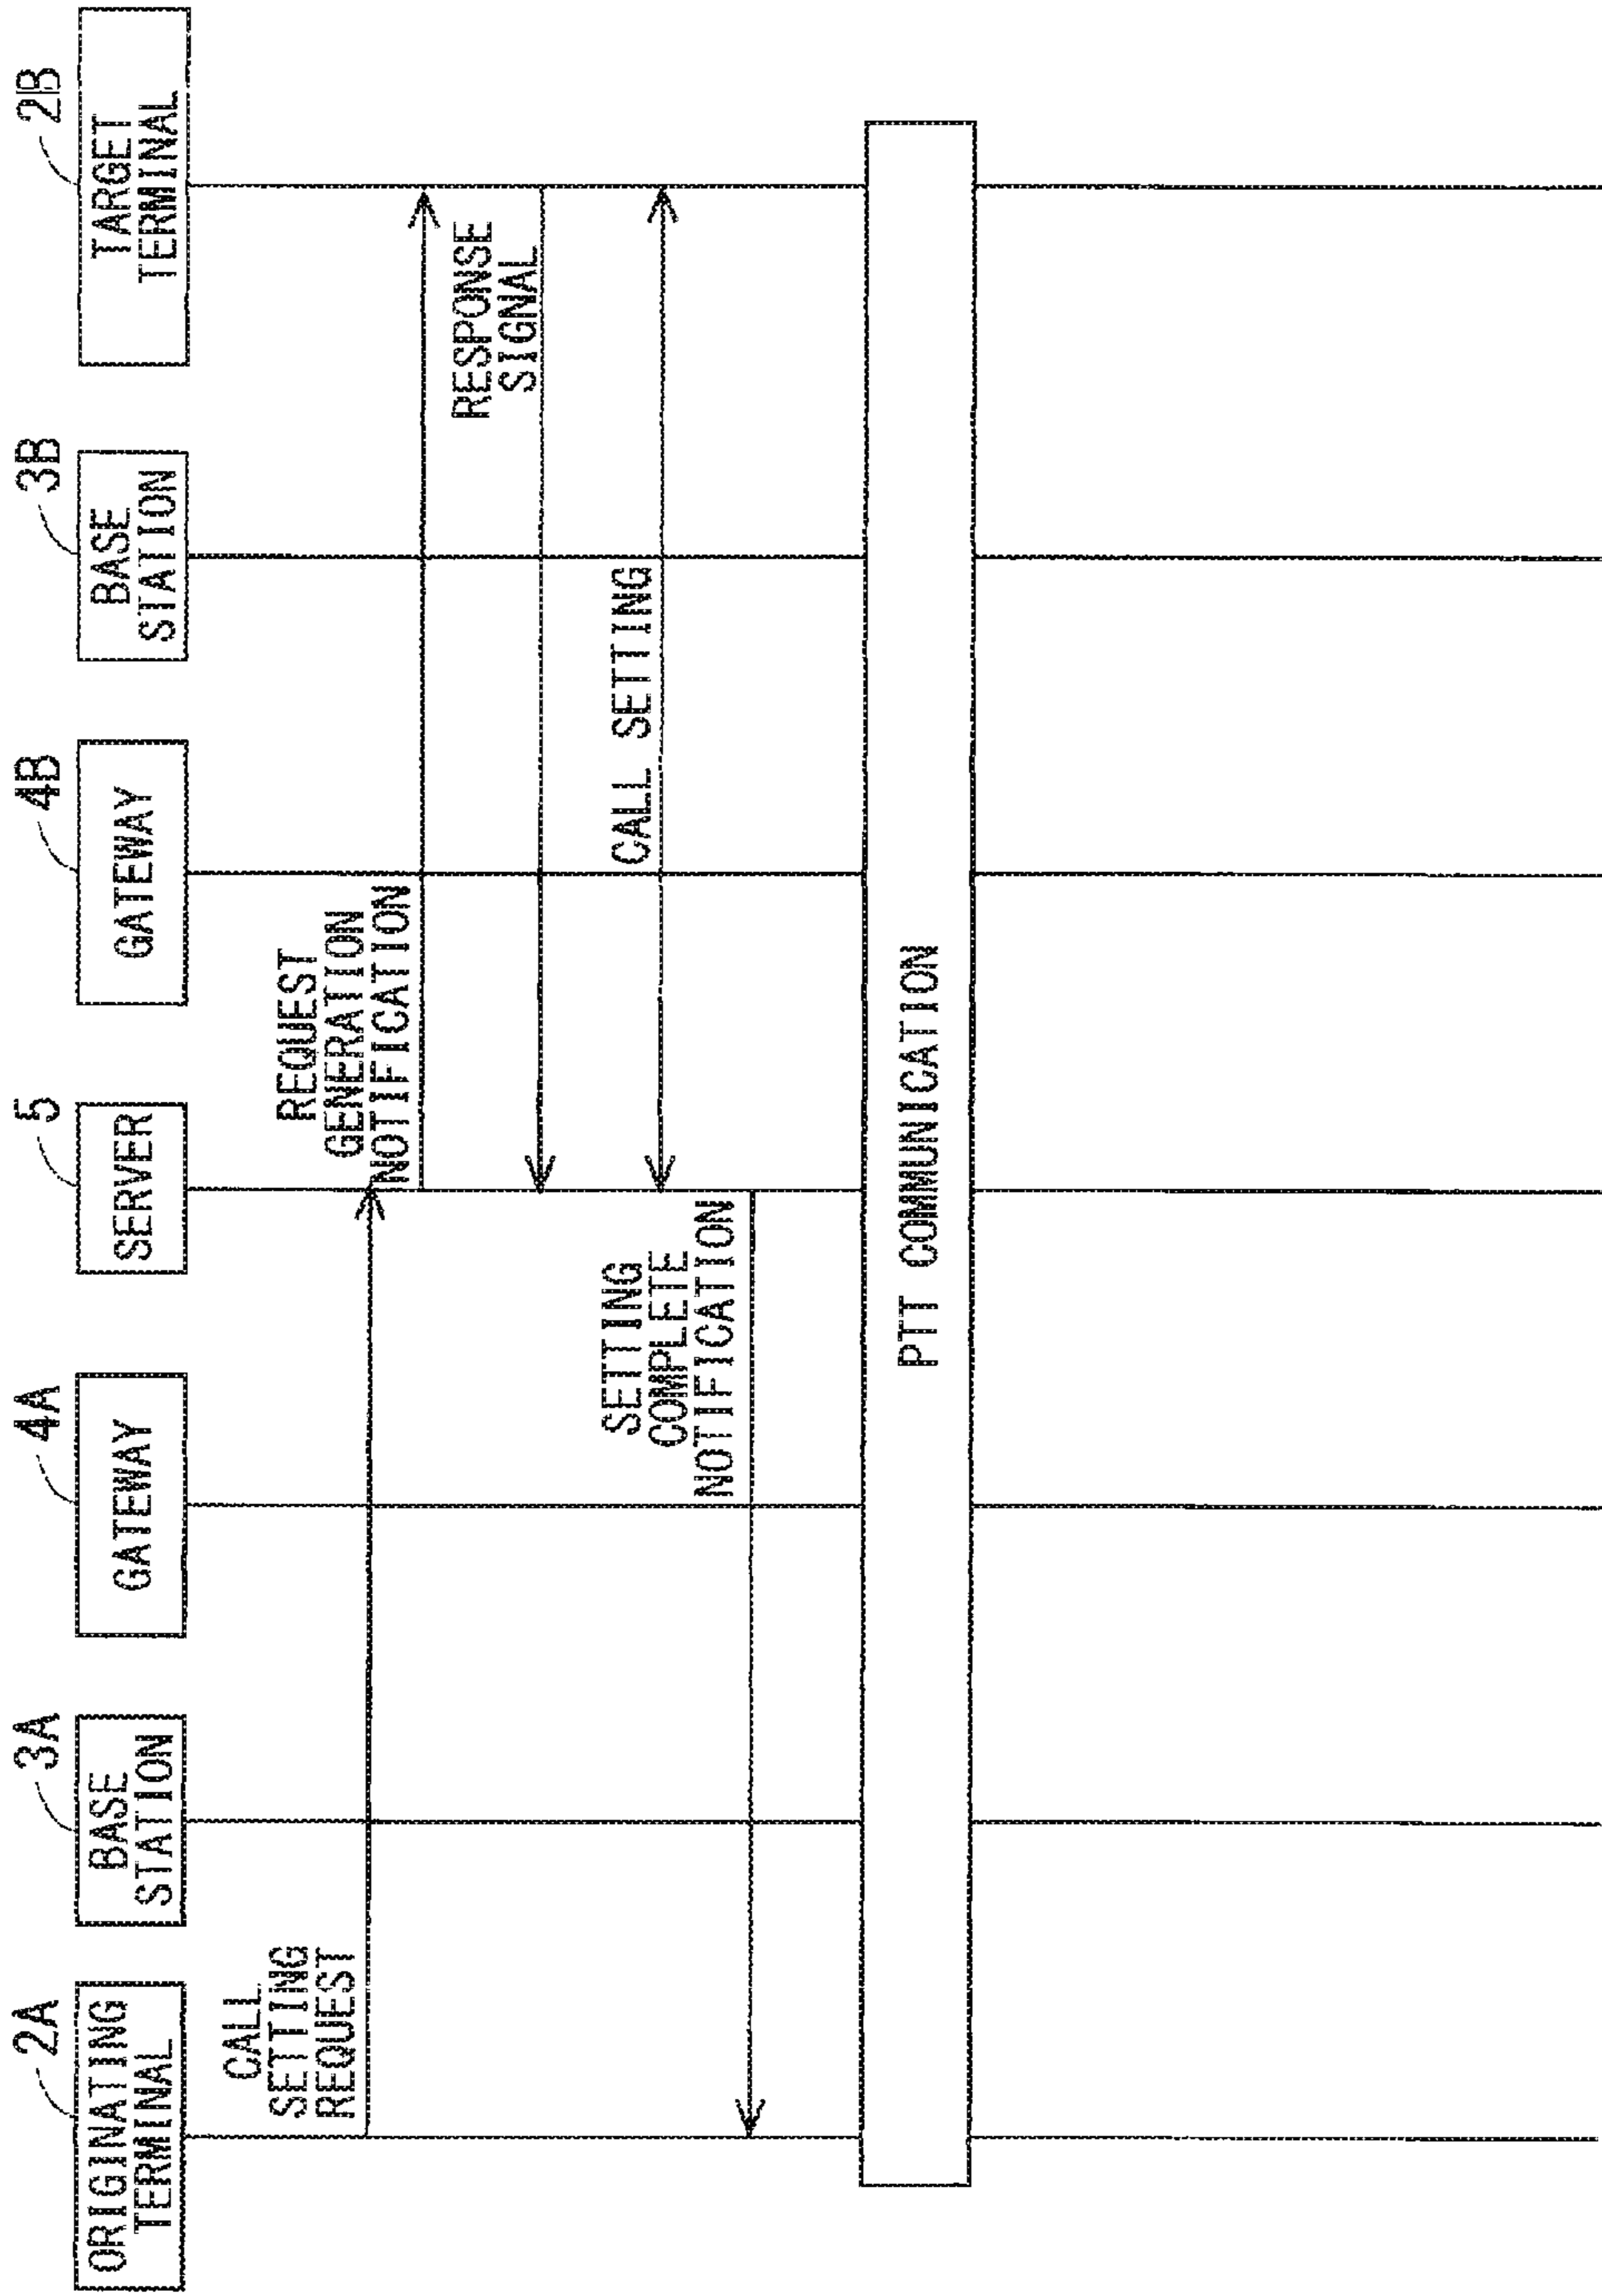 2A
3A
4A
5
4B
3B
2B
ORIGINATING
TERMINAL
BASE
STATION
GATEWAY
SERVER
GATEWAY
BASE
STATION
TARGET
TERMINAL
CALL
SETTING
REQUEST
REQUEST
GENERATION
NOTIFICATION
RESPONSE
SIGNAL
CALL SETTING
SETTING
COMPLETE
NOTIFICATION
PTT COMMUNICATION